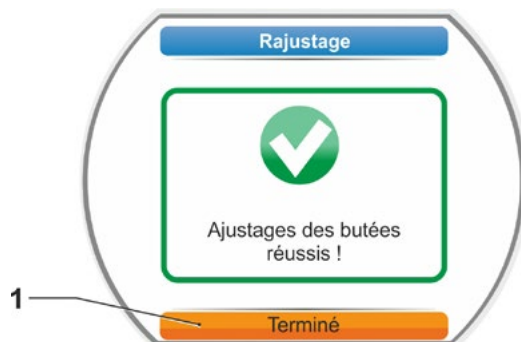 Rajustage
Ajustages des butées
réussis !
1
Terminé